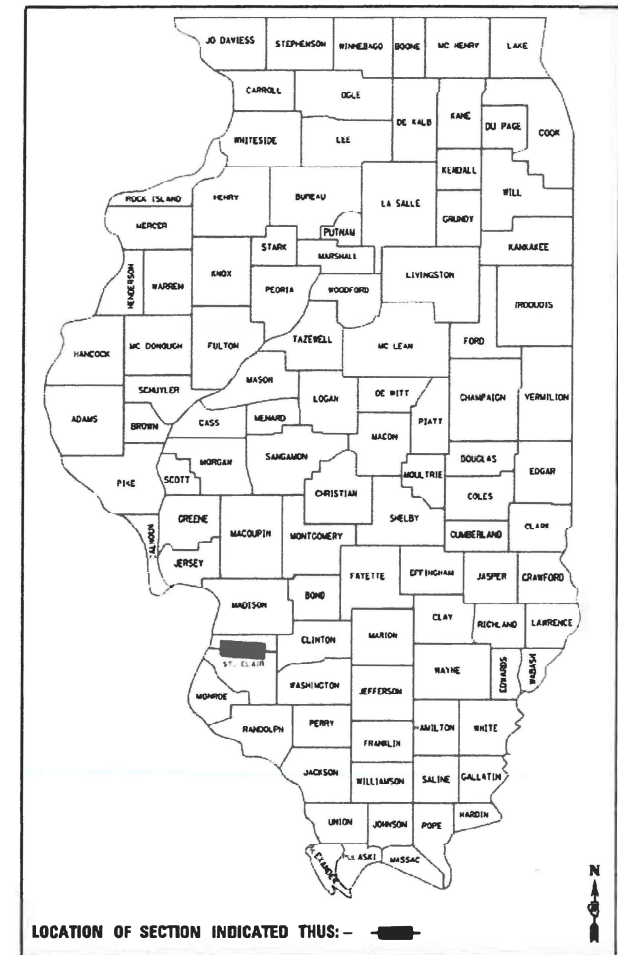 JO DAVIESS
STEPHENSON
WINNEBAGO
BOONE
MC HENRY
LAKE
CARROLL
OGLE
DE KALB
KANE
DU PAGE
COOK
WHITESIDE
LEE
KENDALL
WILL
ROCK ISLAND
HENRY
BUREAU
LA SALLE
GRUNDY
MERCER
PUTNAM
KANKAKEE
STARK
MARSHALL
LIVINGSTON
HENDERSON
WARREN
KNOX
PEORIA
WOODFORD
IROQUOIS
HANCOCK
MC DONOUGH
FULTON
TAZEWELL
MC LEAN
FORD
SCHUYLER
MASON
LOGAN
DE WITT
CHAMPAIGN
VERMILION
ADAMS
BROWN
CASS
MENARD
MACON
PIATT
PIKE
SCOTT
MORGAN
SANGAMON
CHRISTIAN
MOULTRIE
DOUGLAS
EDGAR
COLES
GREENE
MACOUPIN
MONTGOMERY
SHELBY
CUMBERLAND
CLARK
CALHOUN
JERSEY
FAYETTE
EFFINGHAM
JASPER
CRAWFORD
MADISON
BOND
CLAY
RICHLAND
LAWRENCE
CLINTON
MARION
ST. CLAIR
WAYNE
EDWARDS
WABASH
MONROE
WASHINGTON
JEFFERSON
RANDOLPH
PERRY
HAMILTON
WHITE
FRANKLIN
JACKSON
WILLIAMSON
SALINE
GALLATIN
UNION
JOHNSON
POPE
HARDIN
ALEXANDER
PULASKI
MASSAC
N
LOCATION OF SECTION INDICATED THUS:-